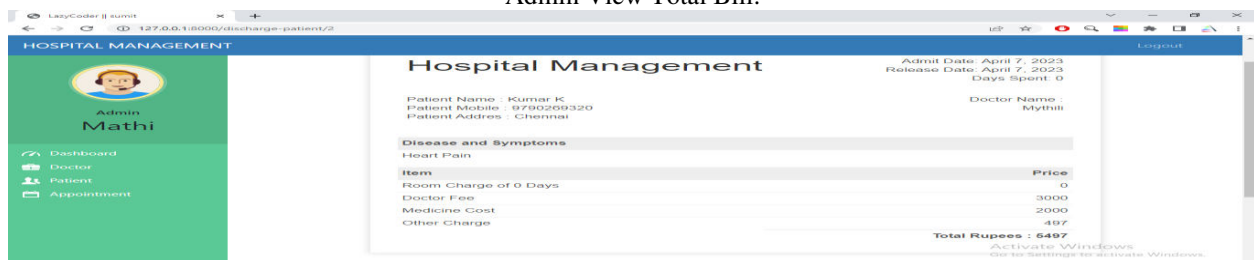 Admin View Total Bill:
LazyCoder || sumit × +
127.0.0.1:8000/discharge-patient/2
HOSPITAL MANAGEMENT
Logout
Admin
Mathi
Dashboard
Doctor
Patient
Appointment
Hospital Management
Admit Date: April 7, 2023
Release Date: April 7, 2023
Days Spent: 0
Patient Name : Kumar K
Patient Mobile : 9790269320
Patient Addres : Chennai
Doctor Name :
Mythili
Disease and Symptoms
Heart Pain
Item Price
Room Charge of 0 Days 0
Doctor Fee 3000
Medicine Cost 2000
Other Charge 497
Total Rupees : 5497
Activate Windows
Go to Settings to activate Windows.